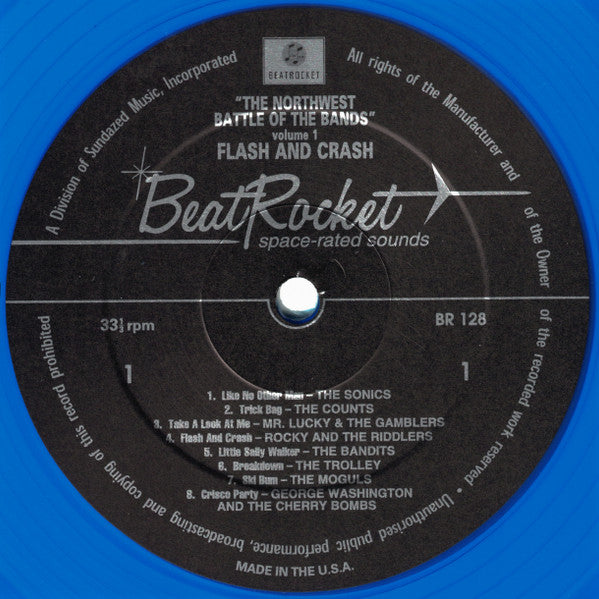 A Division of Sundazed Music, Incorporated
BEATROCKET
All rights of the Manufacturer and of the Owner of the recorded work reserved * Unauthorised public performance, broadcasting and copying of this record prohibited
"THE NORTHWEST
BATTLE OF THE BANDS"
volume 1
FLASH AND CRASH
BeatRocket
space-rated sounds
33⅓ rpm
BR 128
1
1
1. Like No Other Man – THE SONICS
2. Trick Bag – THE COUNTS
3. Take A Look At Me – MR. LUCKY & THE GAMBLERS
4. Flash And Crash – ROCKY AND THE RIDDLERS
5. Little Sally Walker – THE BANDITS
6. Breakdown – THE TROLLEY
7. Ski Bum – THE MOGULS
8. Crisco Party – GEORGE WASHINGTON
AND THE CHERRY BOMBS
MADE IN THE U.S.A.